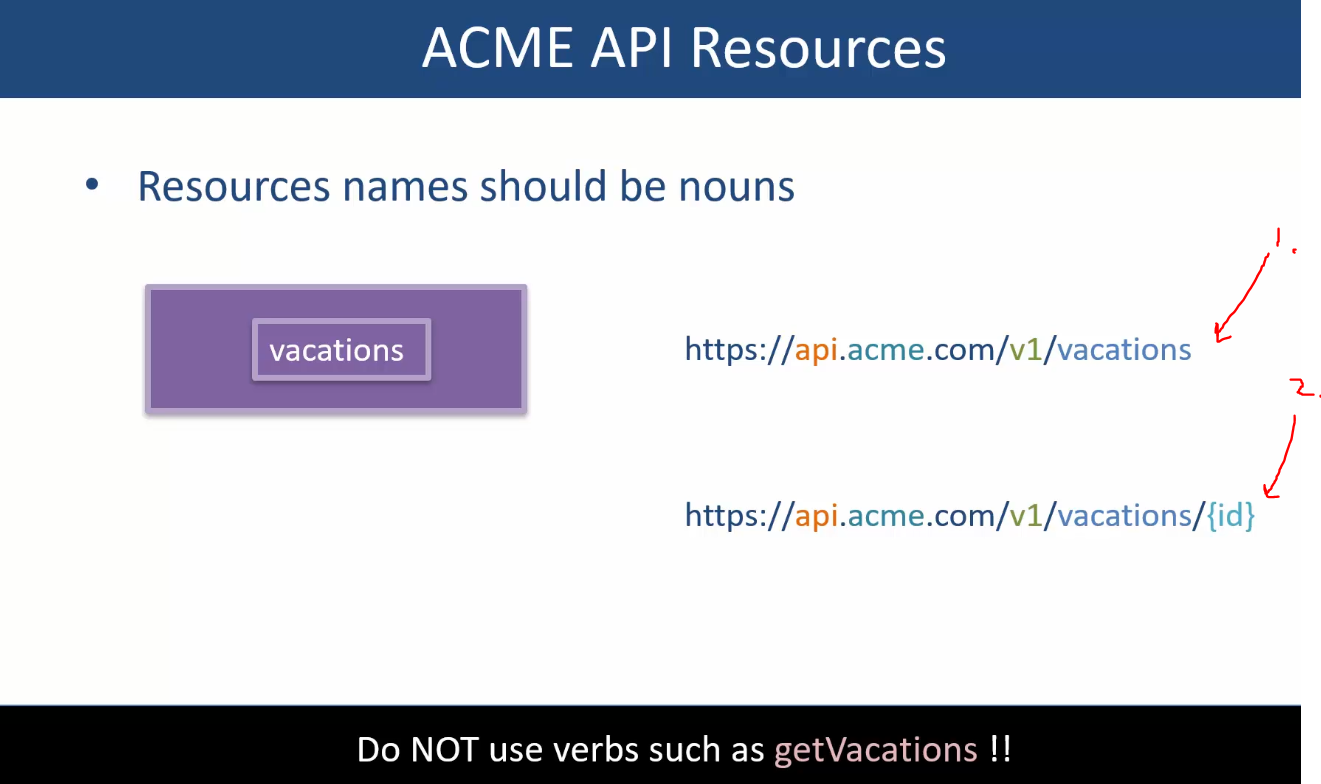 ACME API Resources
• Resources names should be nouns
1.
vacations
https://api.acme.com/v1/vacations
2.
https://api.acme.com/v1/vacations/{id}
Do NOT use verbs such as getVacations !!